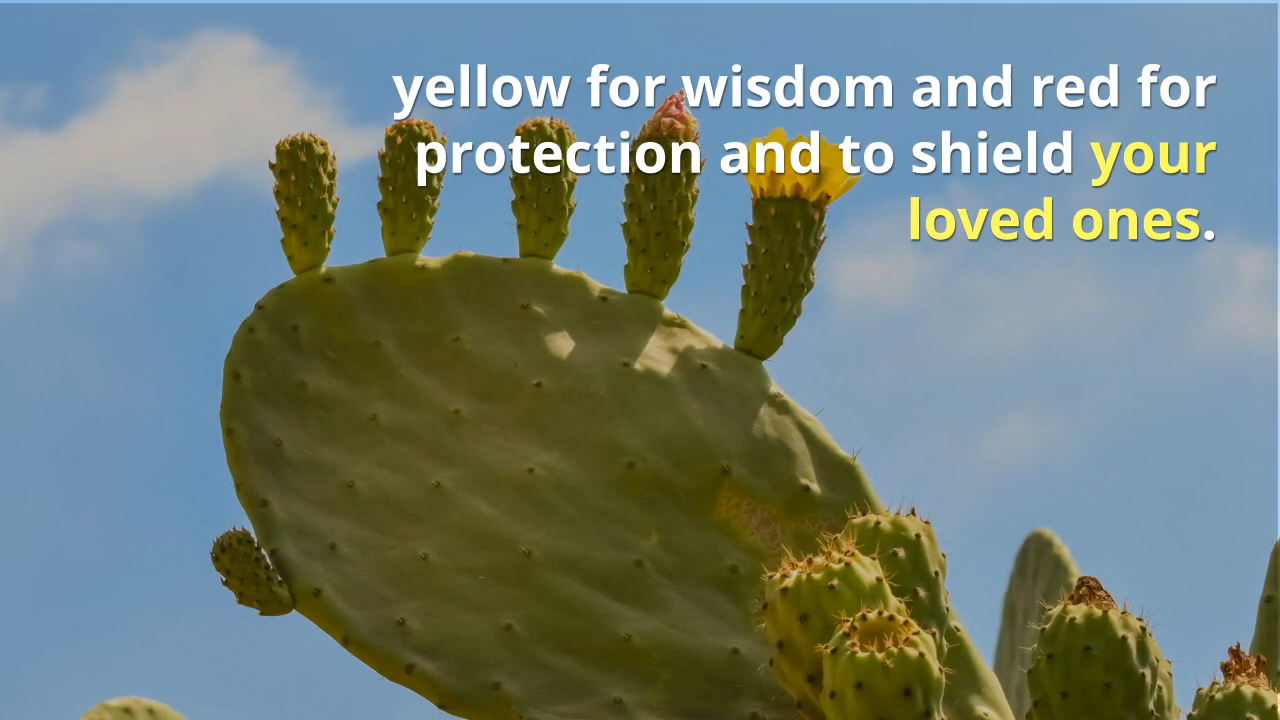 yellow for wisdom and red for
protection and to shield your
loved ones.